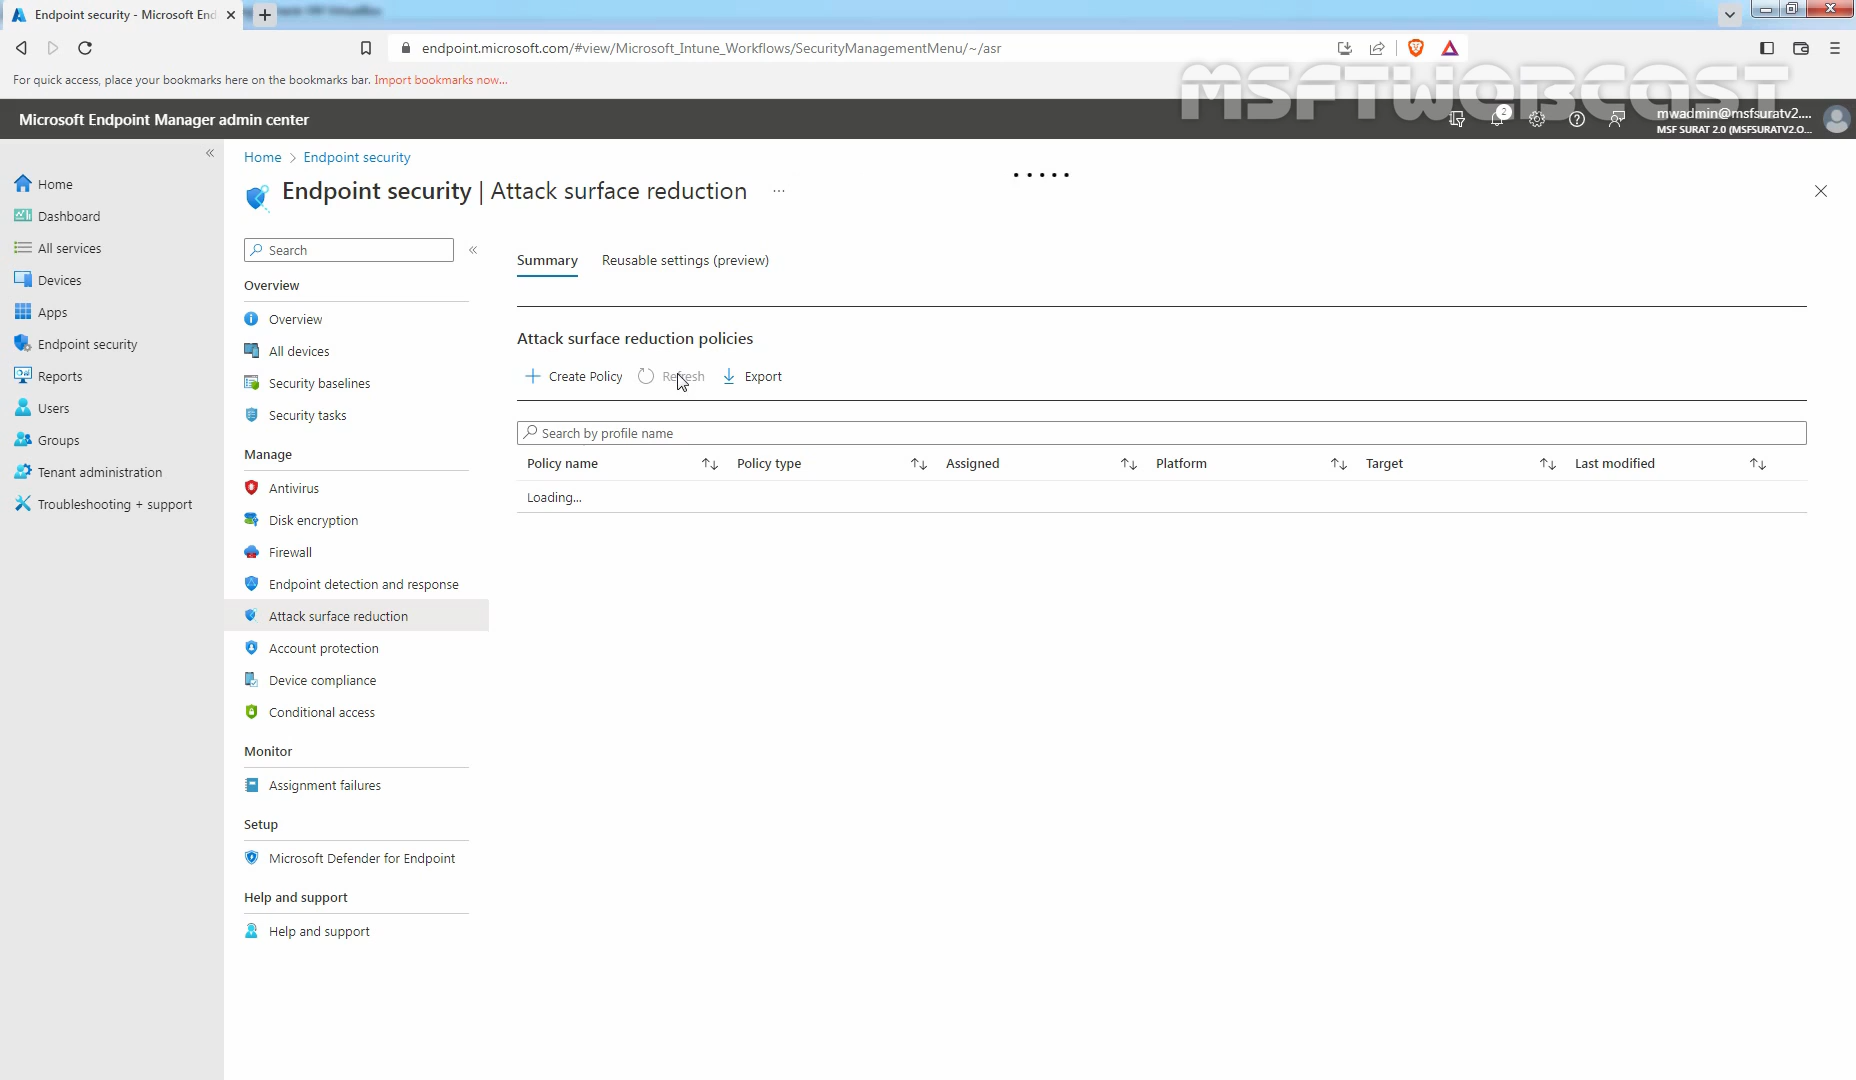 Endpoint security - Microsoft End
endpoint.microsoft.com/#view/Microsoft_Intune_Workflows/SecurityManagementMenu/~/asr
For quick access, place your bookmarks here on the bookmarks bar. Import bookmarks now...
MSFTWEBCAST
Microsoft Endpoint Manager admin center
2
mwadmin@msfsuratv2....
MSF SURAT 2.0 (MSFSURATV2.O...
Home > Endpoint security
Endpoint security | Attack surface reduction ...
Home
Dashboard
All services
Devices
Apps
Endpoint security
Reports
Users
Groups
Tenant administration
Troubleshooting + support
Search
Overview
Overview
All devices
Security baselines
Security tasks
Manage
Antivirus
Disk encryption
Firewall
Endpoint detection and response
Attack surface reduction
Account protection
Device compliance
Conditional access
Monitor
Assignment failures
Setup
Microsoft Defender for Endpoint
Help and support
Help and support
Summary Reusable settings (preview)
Attack surface reduction policies
Create Policy Refresh Export
Search by profile name
Policy name Policy type Assigned Platform Target Last modified
Loading...